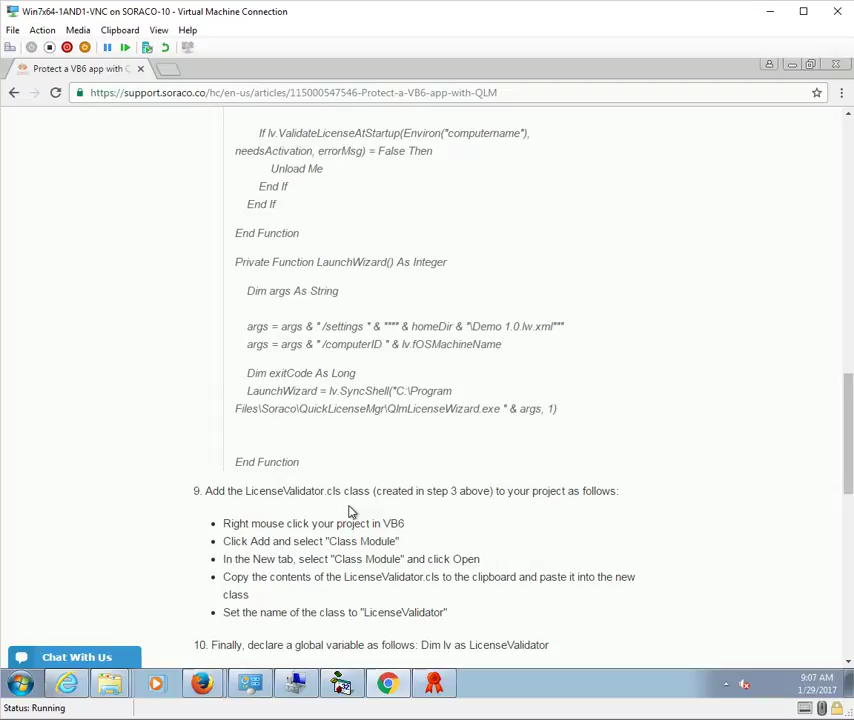 Win7x64-1AND1-VNC on SORACO-10 - Virtual Machine Connection
File Action Media Clipboard View Help
Protect a VB6 app with Q
https://support.soraco.co/hc/en-us/articles/115000547546-Protect-a-VB6-app-with-QLM
If lv.ValidateLicenseAtStartup(Environ("computername"),
needsActivation, errorMsg) = False Then
Unload Me
End If
End If
End Function
Private Function LaunchWizard() As Integer
Dim args As String
args = args & " /settings " & """" & homeDir & "\Demo 1.0.lw.xml"""
args = args & " /computerID " & lv.fOSMachineName
Dim exitCode As Long
LaunchWizard = lv.SyncShell("C:\Program
Files\Soraco\QuickLicenseMgr\QlmLicenseWizard.exe " & args, 1)
End Function
9. Add the LicenseValidator.cls class (created in step 3 above) to your project as follows:
• Right mouse click your project in VB6
• Click Add and select "Class Module"
• In the New tab, select "Class Module" and click Open
• Copy the contents of the LicenseValidator.cls to the clipboard and paste it into the new
class
• Set the name of the class to "LicenseValidator"
10. Finally, declare a global variable as follows: Dim lv as LicenseValidator
Chat With Us
9:07 AM
1/29/2017
Status: Running